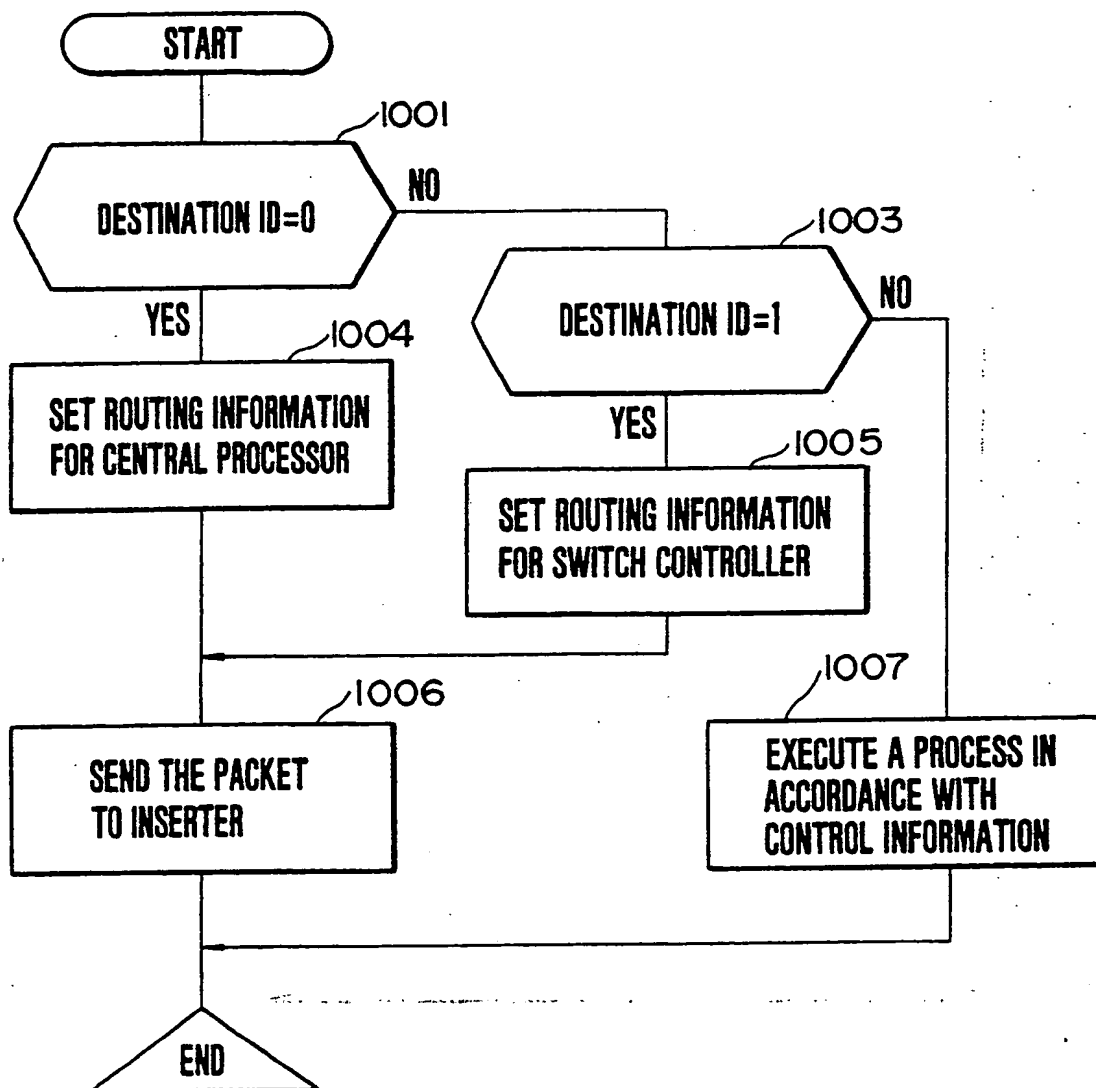 START
1001
DESTINATION ID=0
NO
YES
1003
DESTINATION ID=1
NO
YES
1004
SET ROUTING INFORMATION
FOR CENTRAL PROCESSOR
1005
SET ROUTING INFORMATION
FOR SWITCH CONTROLLER
1006
SEND THE PACKET
TO INSERTER
1007
EXECUTE A PROCESS IN
ACCORDANCE WITH
CONTROL INFORMATION
END